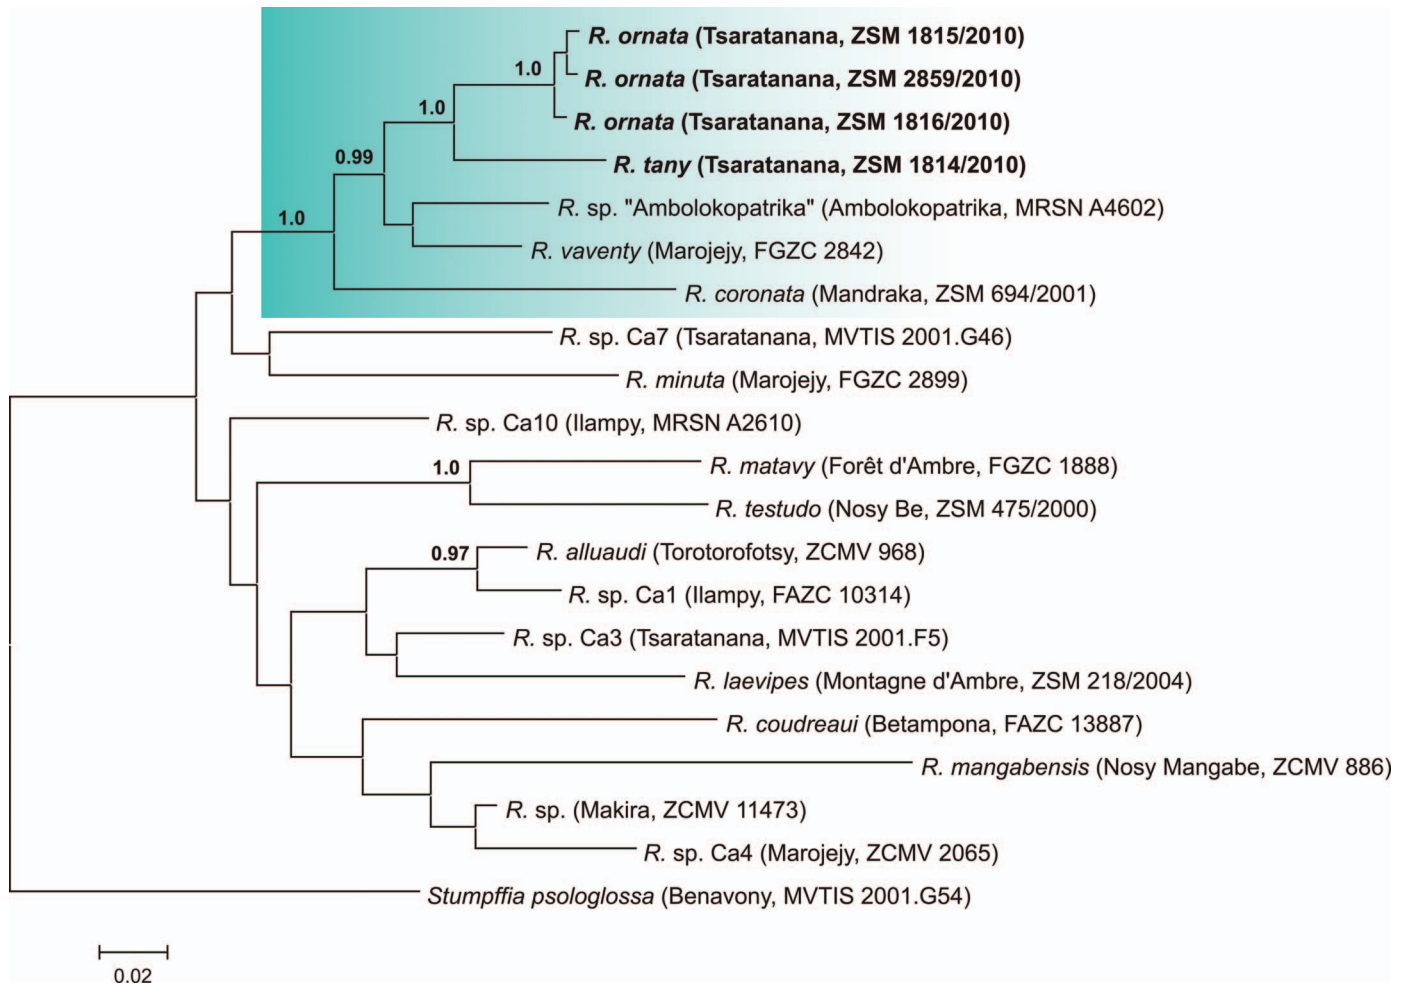 R. ornata (Tsaratanana, ZSM 1815/2010)
1.0
R. ornata (Tsaratanana, ZSM 2859/2010)
1.0
R. ornata (Tsaratanana, ZSM 1816/2010)
0.99
R. tany (Tsaratanana, ZSM 1814/2010)
R. sp. "Ambolokopatrika" (Ambolokopatrika, MRSN A4602)
1.0
R. vaventy (Marojejy, FGZC 2842)
R. coronata (Mandraka, ZSM 694/2001)
R. sp. Ca7 (Tsaratanana, MVTIS 2001.G46)
R. minuta (Marojejy, FGZC 2899)
R. sp. Ca10 (Ilampy, MRSN A2610)
1.0
R. matavy (Forêt d'Ambre, FGZC 1888)
R. testudo (Nosy Be, ZSM 475/2000)
0.97
R. alluaudi (Torotorofotsy, ZCMV 968)
R. sp. Ca1 (Ilampy, FAZC 10314)
R. sp. Ca3 (Tsaratanana, MVTIS 2001.F5)
R. laevipes (Montagne d'Ambre, ZSM 218/2004)
R. coudreaui (Betampona, FAZC 13887)
R. mangabensis (Nosy Mangabe, ZCMV 886)
R. sp. (Makira, ZCMV 11473)
R. sp. Ca4 (Marojejy, ZCMV 2065)
Stumpffia psologlossa (Benavony, MVTIS 2001.G54)
0.02